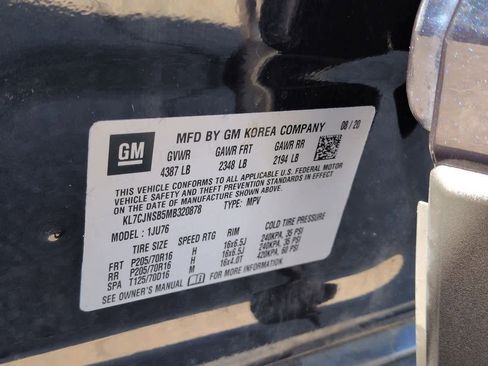 GM
MFD BY GM KOREA COMPANY 08/20
GVWR GAWR FRT GAWR RR
4387 LB 2348 LB 2194 LB
THIS VEHICLE CONFORMS TO ALL APPLICABLE U.S. FEDERAL MOTOR
VEHICLE SAFETY AND THEFT PREVENTION STANDARDS IN EFFECT ON
THE DATE OF MANUFACTURE SHOWN ABOVE.
KL7CJNSB5MB320878 TYPE: MPV
MODEL: 1JU76
TIRE SIZE SPEED RTG RIM COLD TIRE PRESSURE
FRT P205/70R16 H 16x6.5J 240KPA, 35 PSI
RR P205/70R16 H 16x6.5J 240KPA, 35 PSI
SPA T125/70D16 M 16x4.0T 420KPA, 60 PSI
SEE OWNER'S MANUAL FOR MORE INFORMATION.